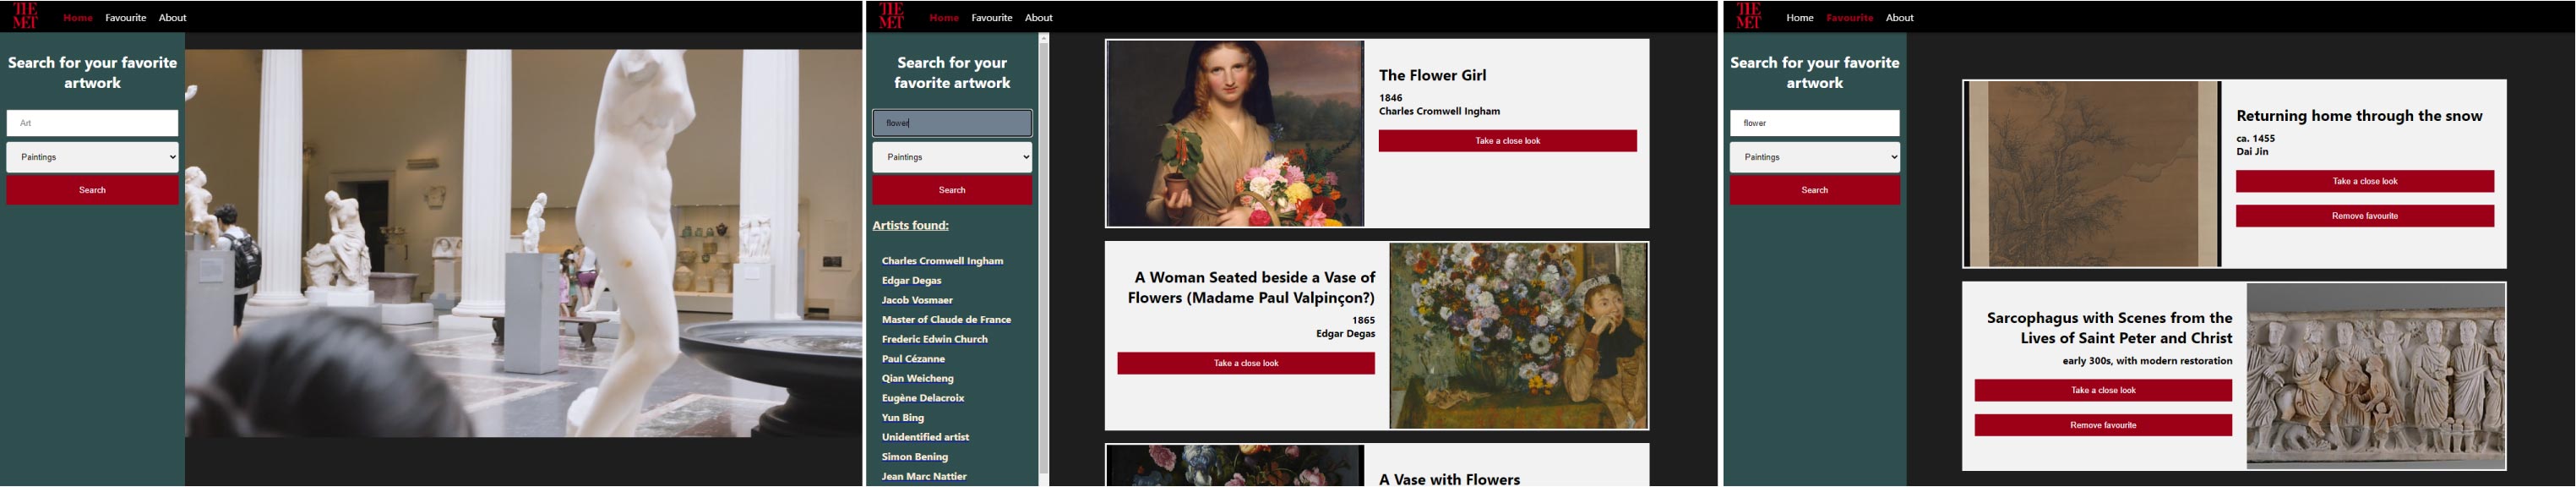 THE
MET
Home
Favourite
About
Search for your favorite
artwork
Art
Paintings
Search
THE
MET
Home
Favourite
About
Search for your
favorite artwork
flower
Paintings
Search
Artists found:
Charles Cromwell Ingham
Edgar Degas
Jacob Vosmaer
Master of Claude de France
Frederic Edwin Church
Paul Cézanne
Qian Weicheng
Eugène Delacroix
Yun Bing
Unidentified artist
Simon Bening
Jean Marc Nattier
The Flower Girl
1846
Charles Cromwell Ingham
Take a close look
A Woman Seated beside a Vase of
Flowers (Madame Paul Valpinçon?)
1865
Edgar Degas
Take a close look
A Vase with Flowers
THE
MET
Home
Favourite
About
Search for your favorite
artwork
flower
Paintings
Search
Returning home through the snow
ca. 1455
Dai Jin
Take a close look
Remove favourite
Sarcophagus with Scenes from the
Lives of Saint Peter and Christ
early 300s, with modern restoration
Take a close look
Remove favourite